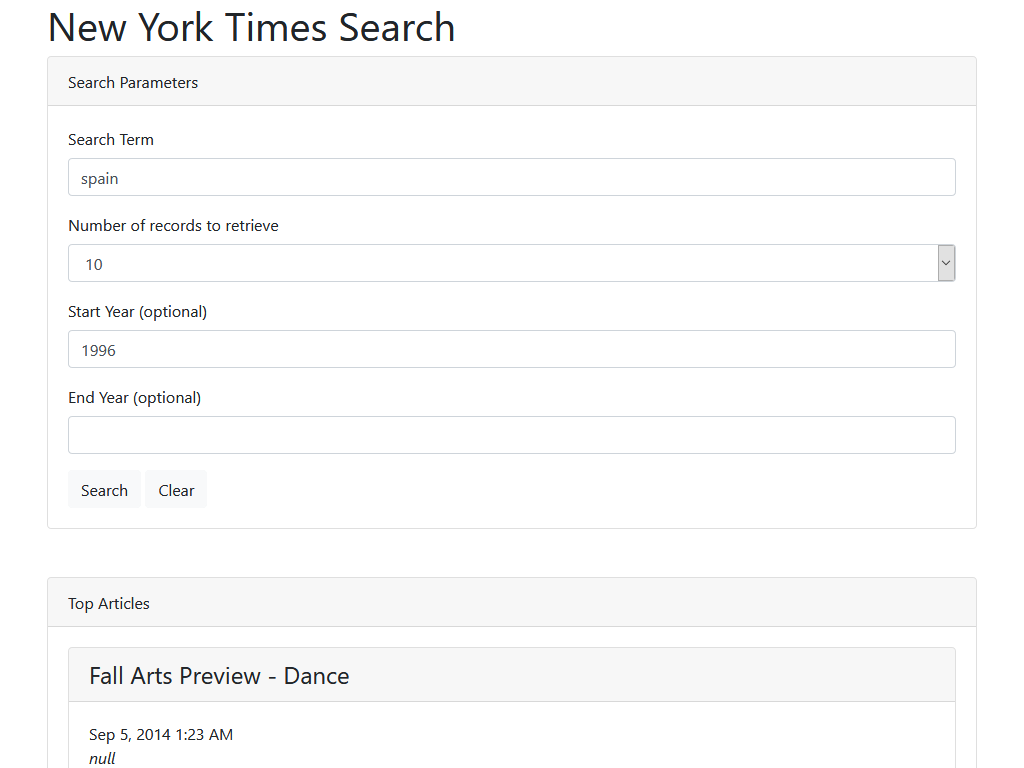 New York Times Search
Search Parameters
Search Term
spain
Number of records to retrieve
10
Start Year (optional)
1996
End Year (optional)
Search Clear
Top Articles
Fall Arts Preview - Dance
Sep 5, 2014 1:23 AM
null